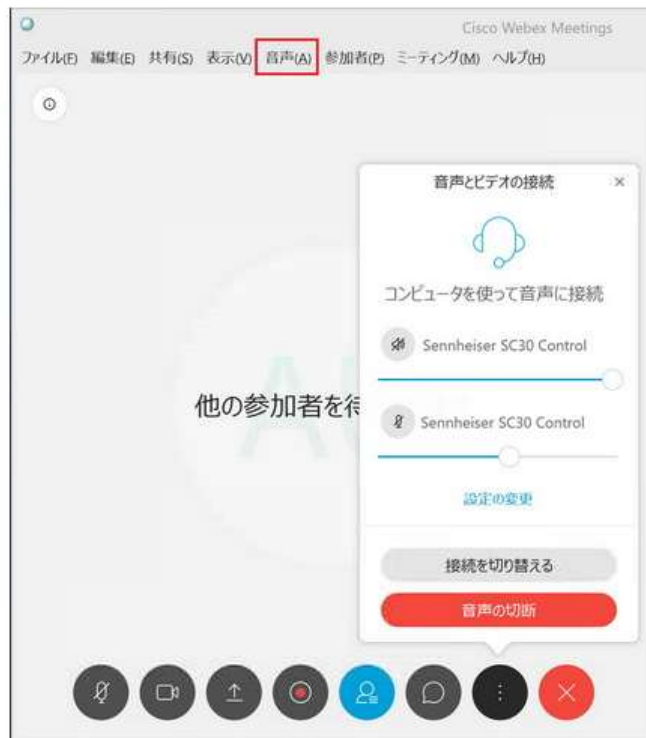 Cisco Webex Meetings
ファイル(F) 編集(E) 共有(S) 表示(V) 音声(A) 参加者(P) ミーティング(M) ヘルプ(H)
音声とビデオの接続
コンピュータを使って音声に接続
Sennheiser SC30 Control
他の参加者を待
Sennheiser SC30 Control
設定の変更
接続を切り替える
音声の切断